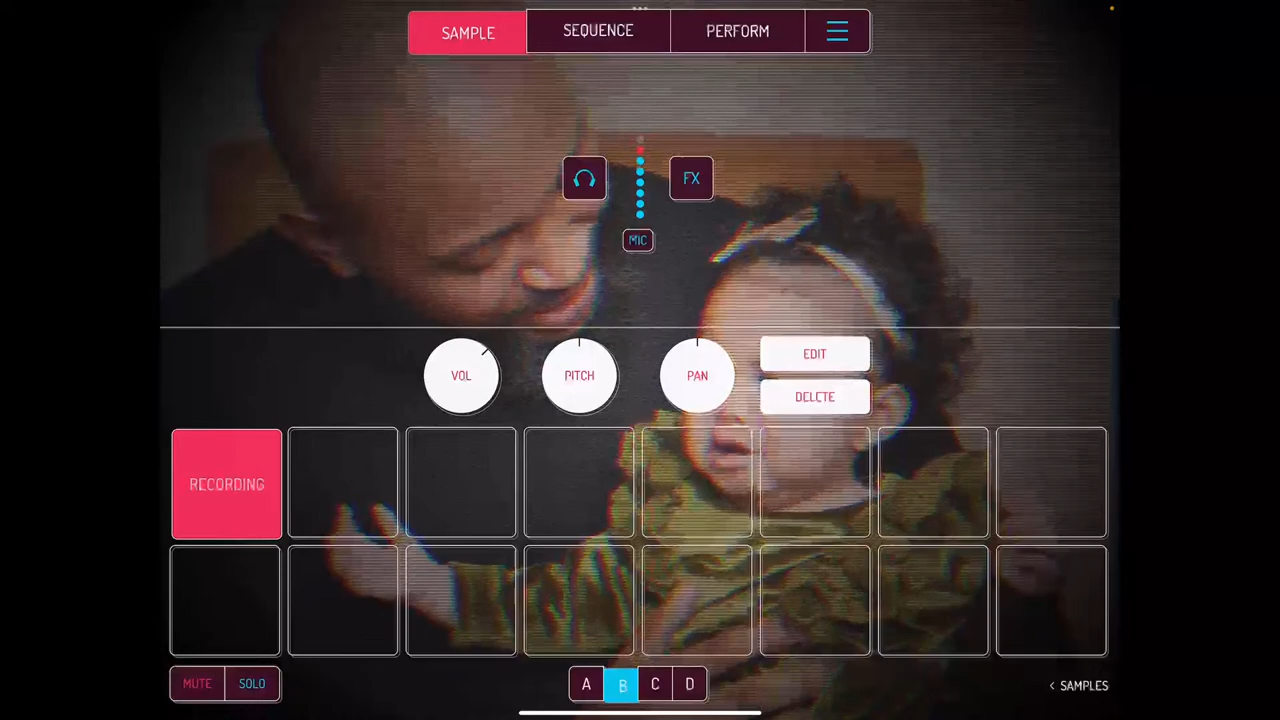 SAMPLE SEQUENCE PERFORM
FX
MIC
VOL PITCH PAN EDIT
DELETE
RECORDING
MUTE SOLO A B C D < SAMPLES